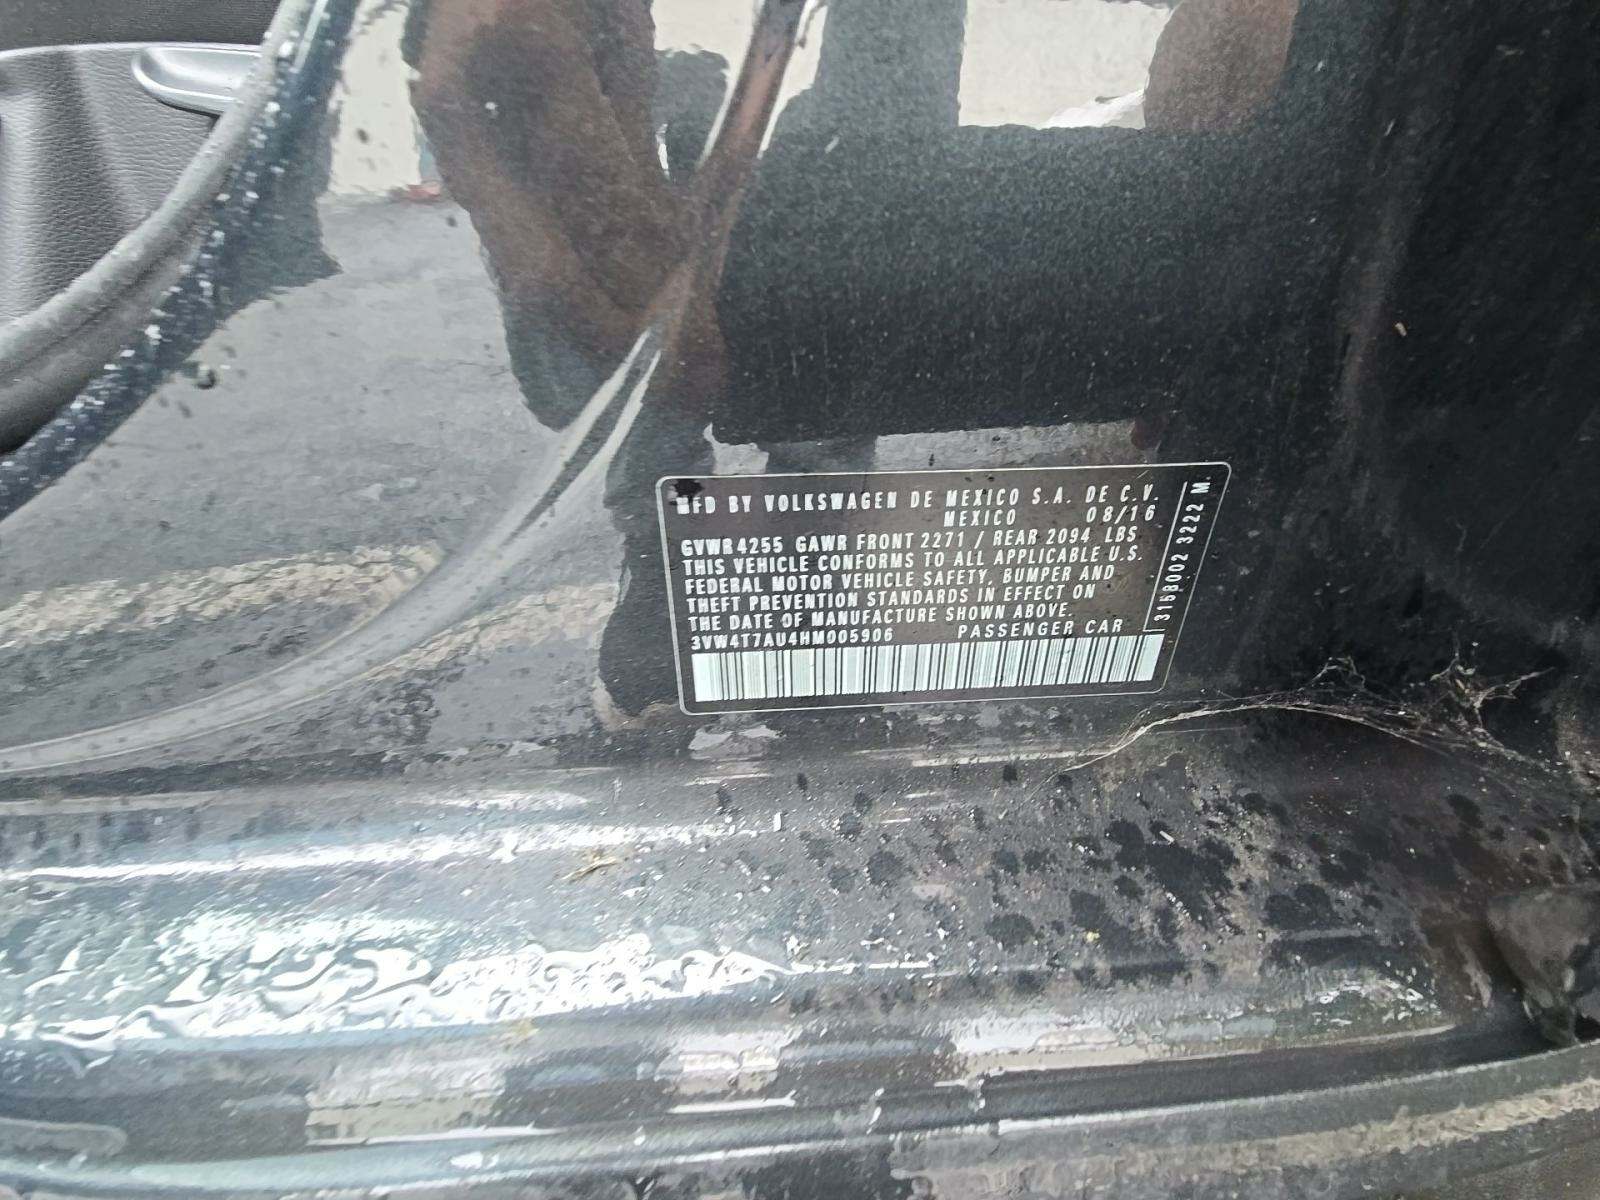 MFD BY VOLKSWAGEN DE MEXICO S.A. DE C.V.
MEXICO 08/16
GVWR 4255 GAWR FRONT 2271 / REAR 2094 LBS
THIS VEHICLE CONFORMS TO ALL APPLICABLE U.S.
FEDERAL MOTOR VEHICLE SAFETY, BUMPER AND
THEFT PREVENTION STANDARDS IN EFFECT ON
THE DATE OF MANUFACTURE SHOWN ABOVE.
3VW4T7AU4HM005906 PASSENGER CAR
3168002 3222 M.